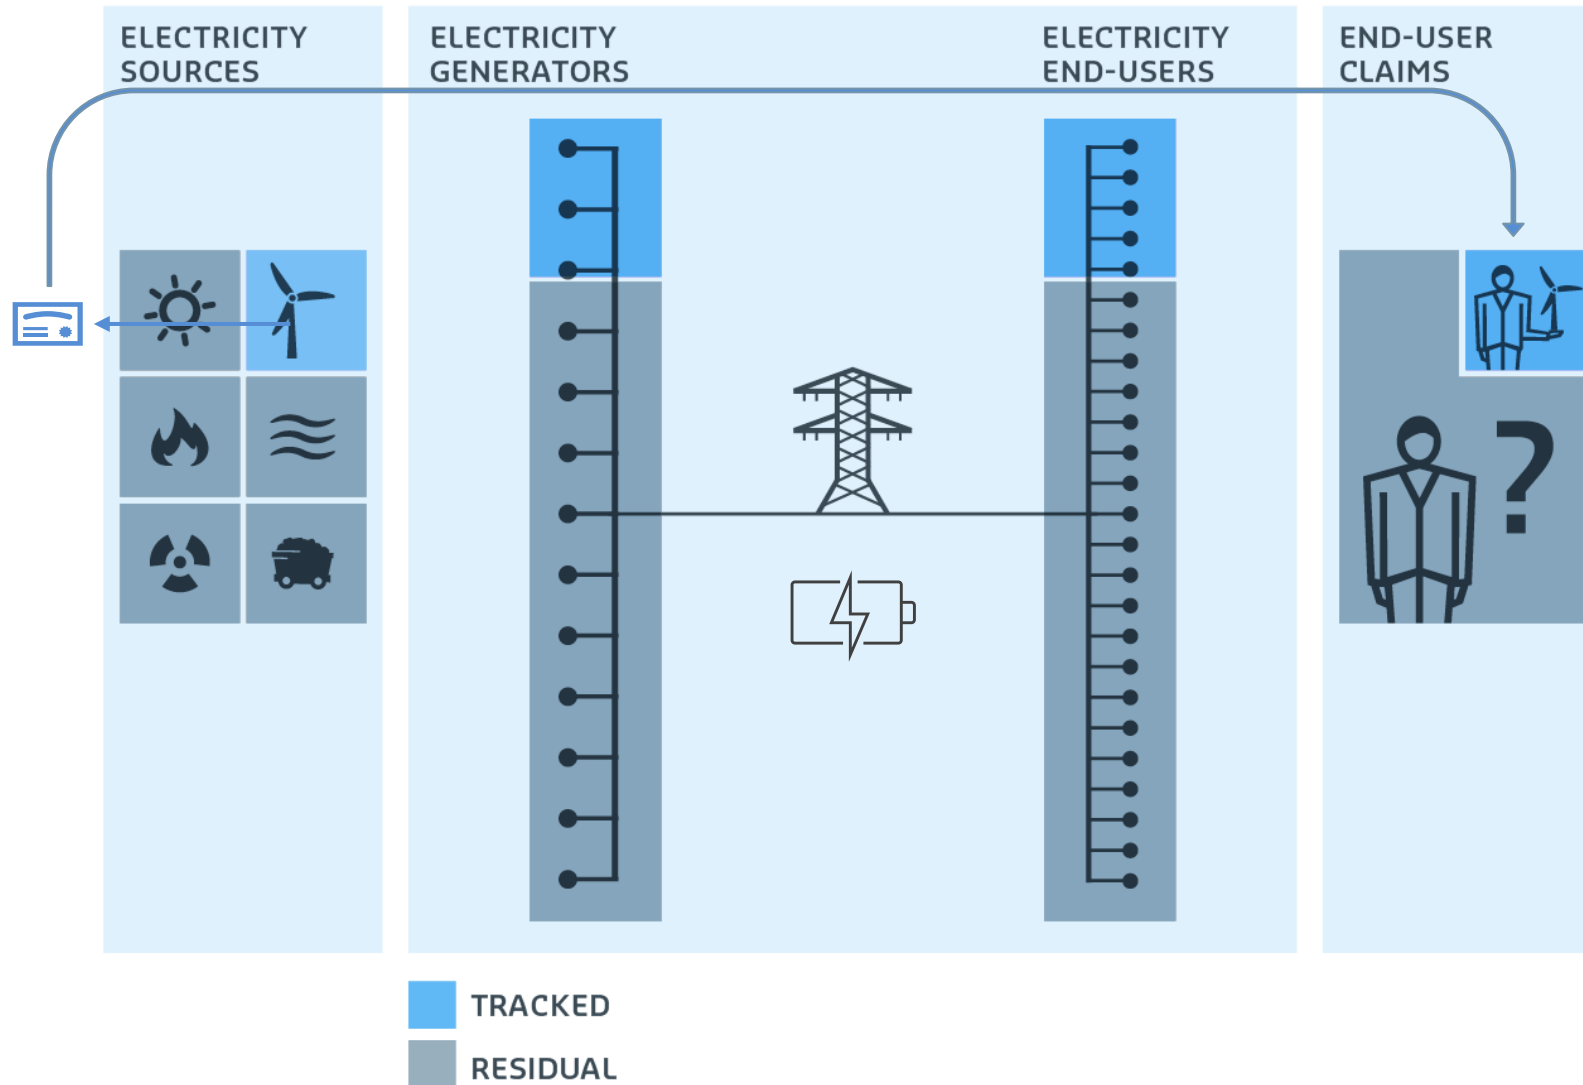 ELECTRICITY
SOURCES
ELECTRICITY
GENERATORS
ELECTRICITY
END-USERS
END-USER
CLAIMS
?
TRACKED
RESIDUAL